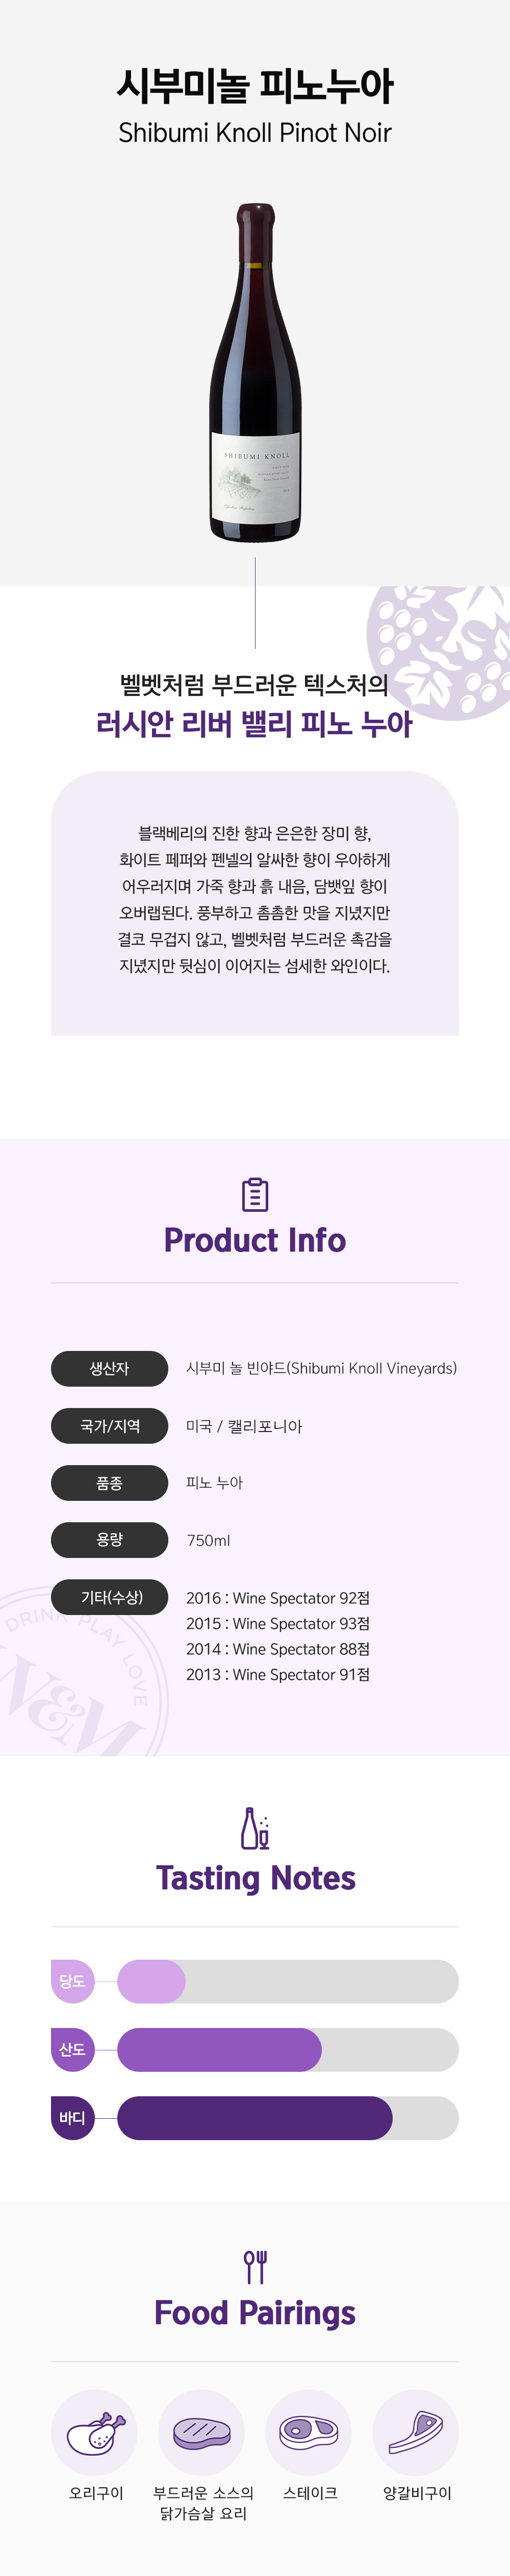 시부미놀 피노누아
Shibumi Knoll Pinot Noir
SHIBUMI KNOLL
벨벳처럼 부드러운 텍스처의
러시안 리버 밸리 피노 누아
블랙베리의 진한 향과 은은한 장미 향,
화이트 페퍼와 펜넬의 알싸한 향이 우아하게
어우러지며 가죽 향과 흙 내음, 담뱃잎 향이
오버랩된다. 풍부하고 촘촘한 맛을 지녔지만
결코 무겁지 않고, 벨벳처럼 부드러운 촉감을
지녔지만 뒷심이 이어지는 섬세한 와인이다.
Product Info
생산자 시부미 놀 빈야드(Shibumi Knoll Vineyards)
국가/지역 미국 / 캘리포니아
품종 피노 누아
용량 750ml
기타(수상) 2016 : Wine Spectator 92점
2015 : Wine Spectator 93점
2014 : Wine Spectator 88점
2013 : Wine Spectator 91점
DRINK PLAY LOVE
W&M
Tasting Notes
당도
산도
바디
Food Pairings
오리구이
부드러운 소스의
닭가슴살 요리
스테이크
양갈비구이